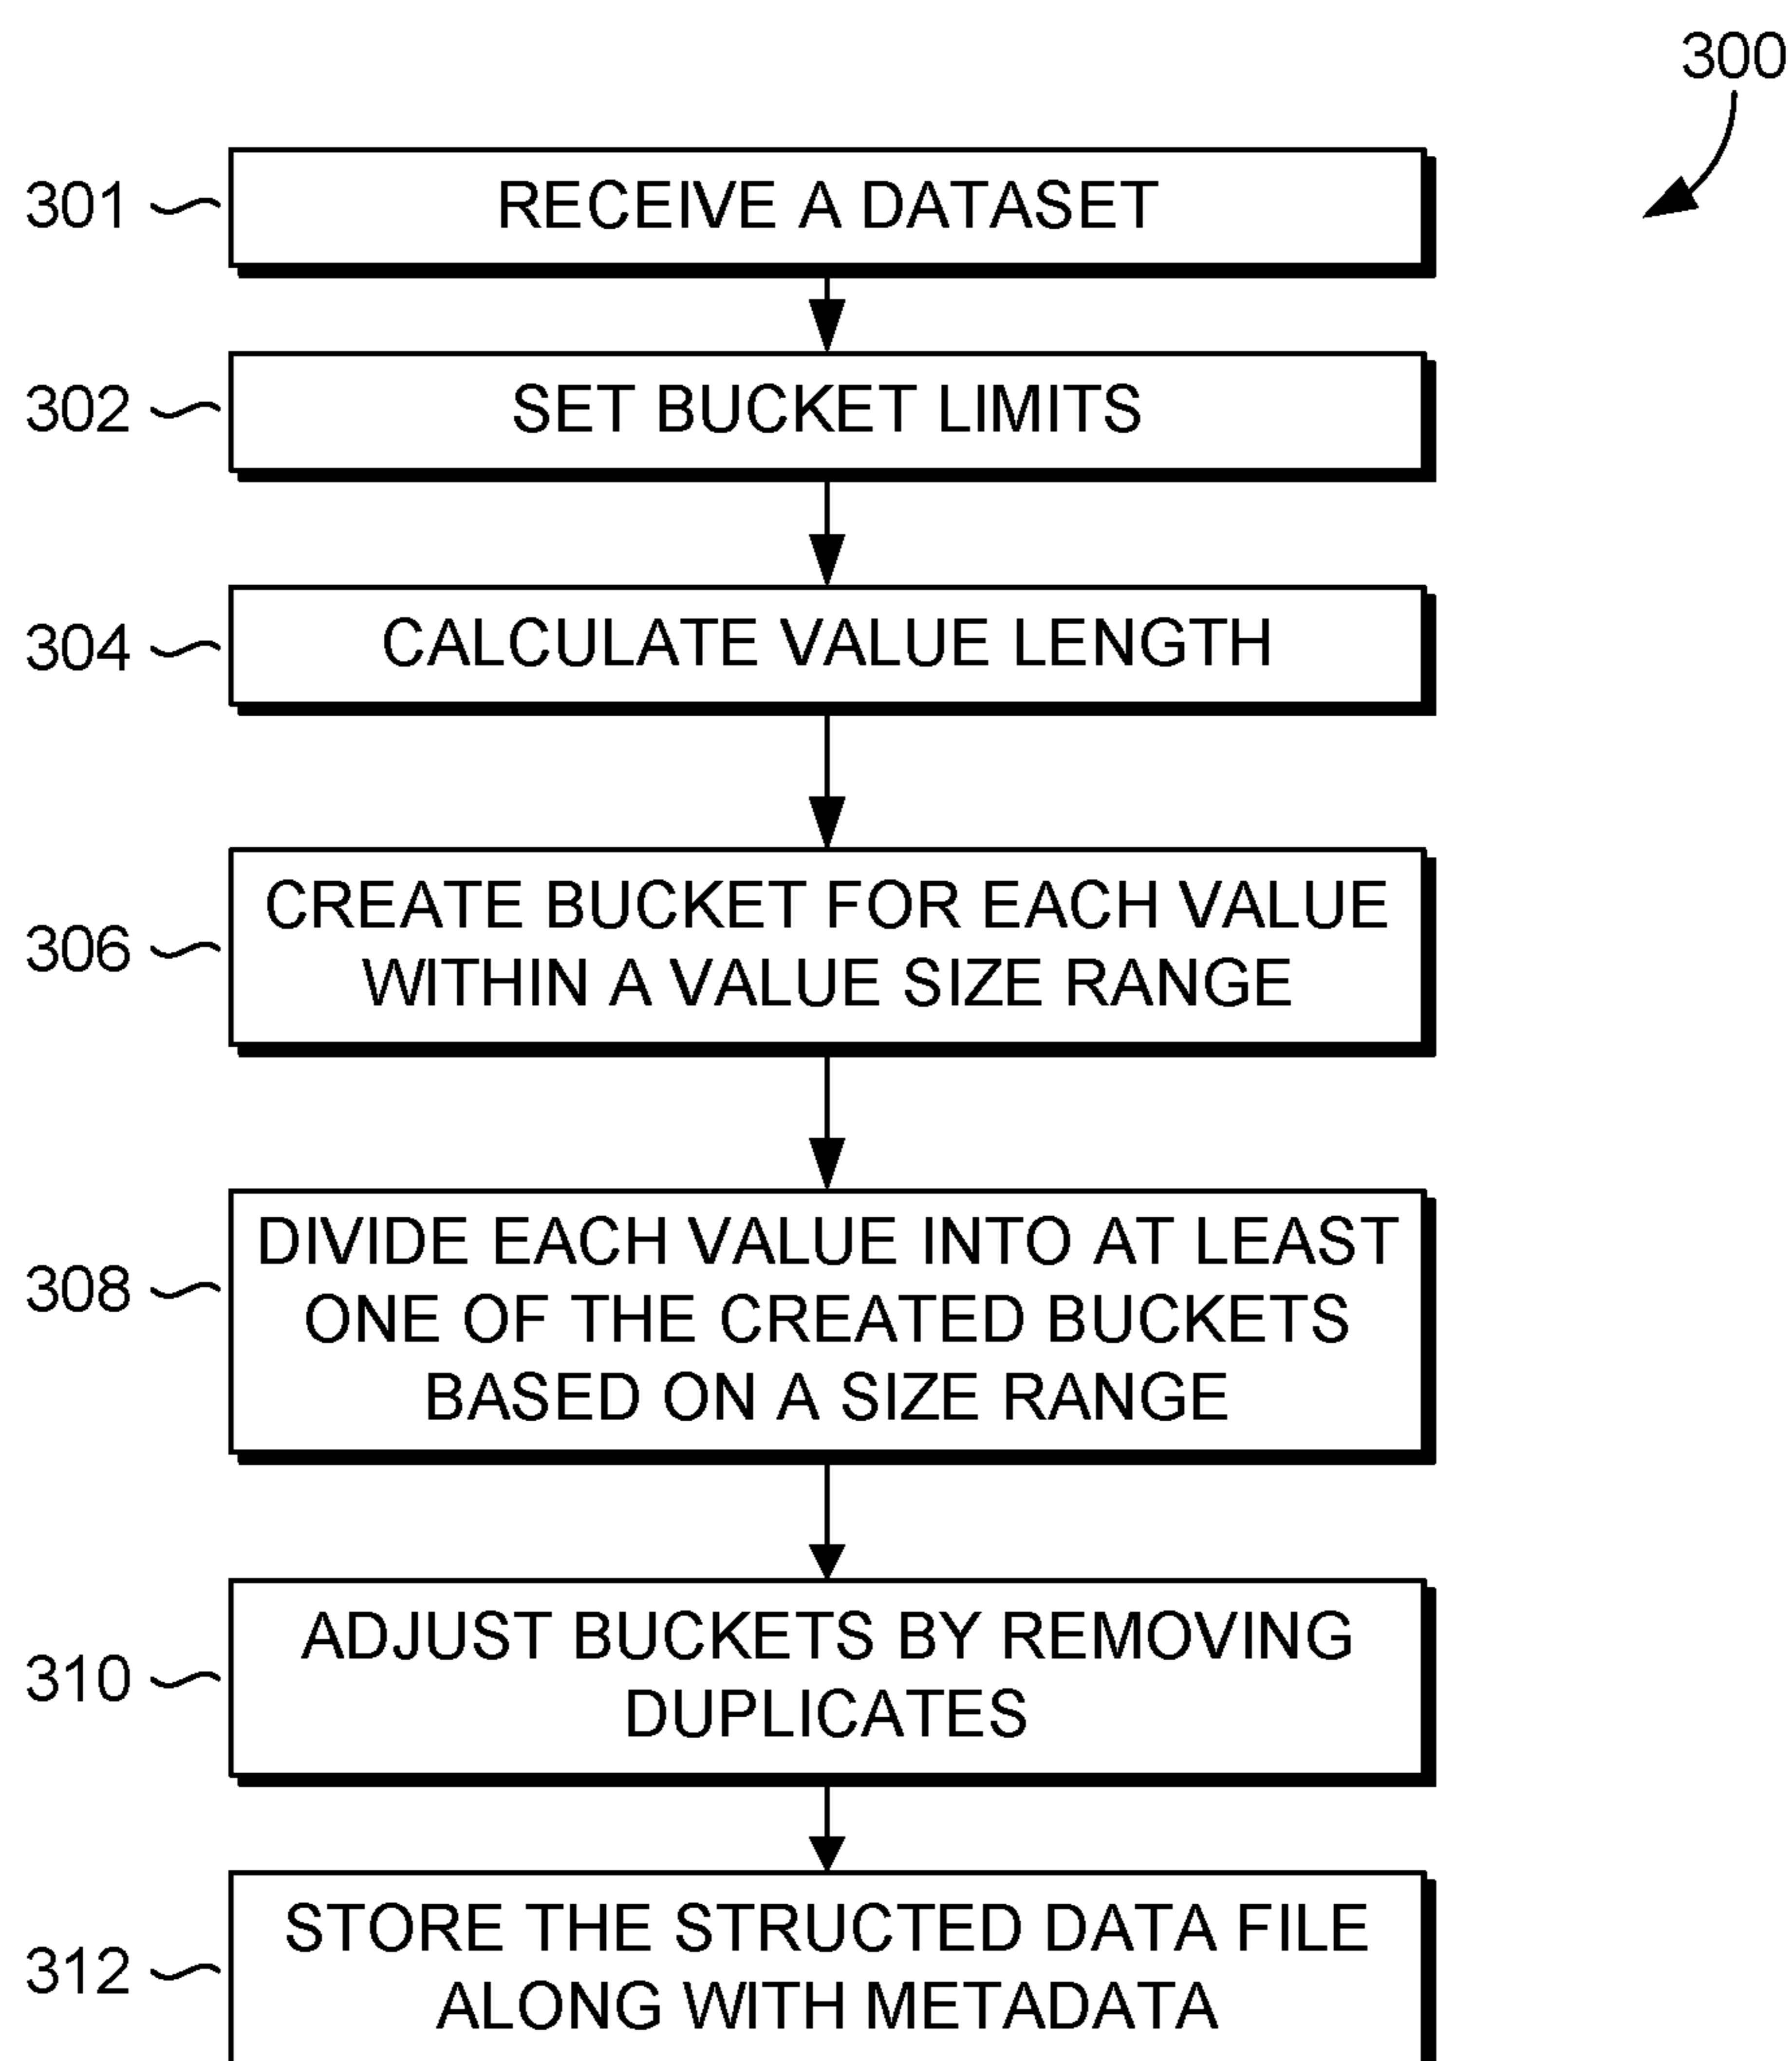 300
301
RECEIVE A DATASET
302
SET BUCKET LIMITS
304
CALCULATE VALUE LENGTH
306
CREATE BUCKET FOR EACH VALUE
WITHIN A VALUE SIZE RANGE
308
DIVIDE EACH VALUE INTO AT LEAST
ONE OF THE CREATED BUCKETS
BASED ON A SIZE RANGE
310
ADJUST BUCKETS BY REMOVING
DUPLICATES
312
STORE THE STRUCTED DATA FILE
ALONG WITH METADATA